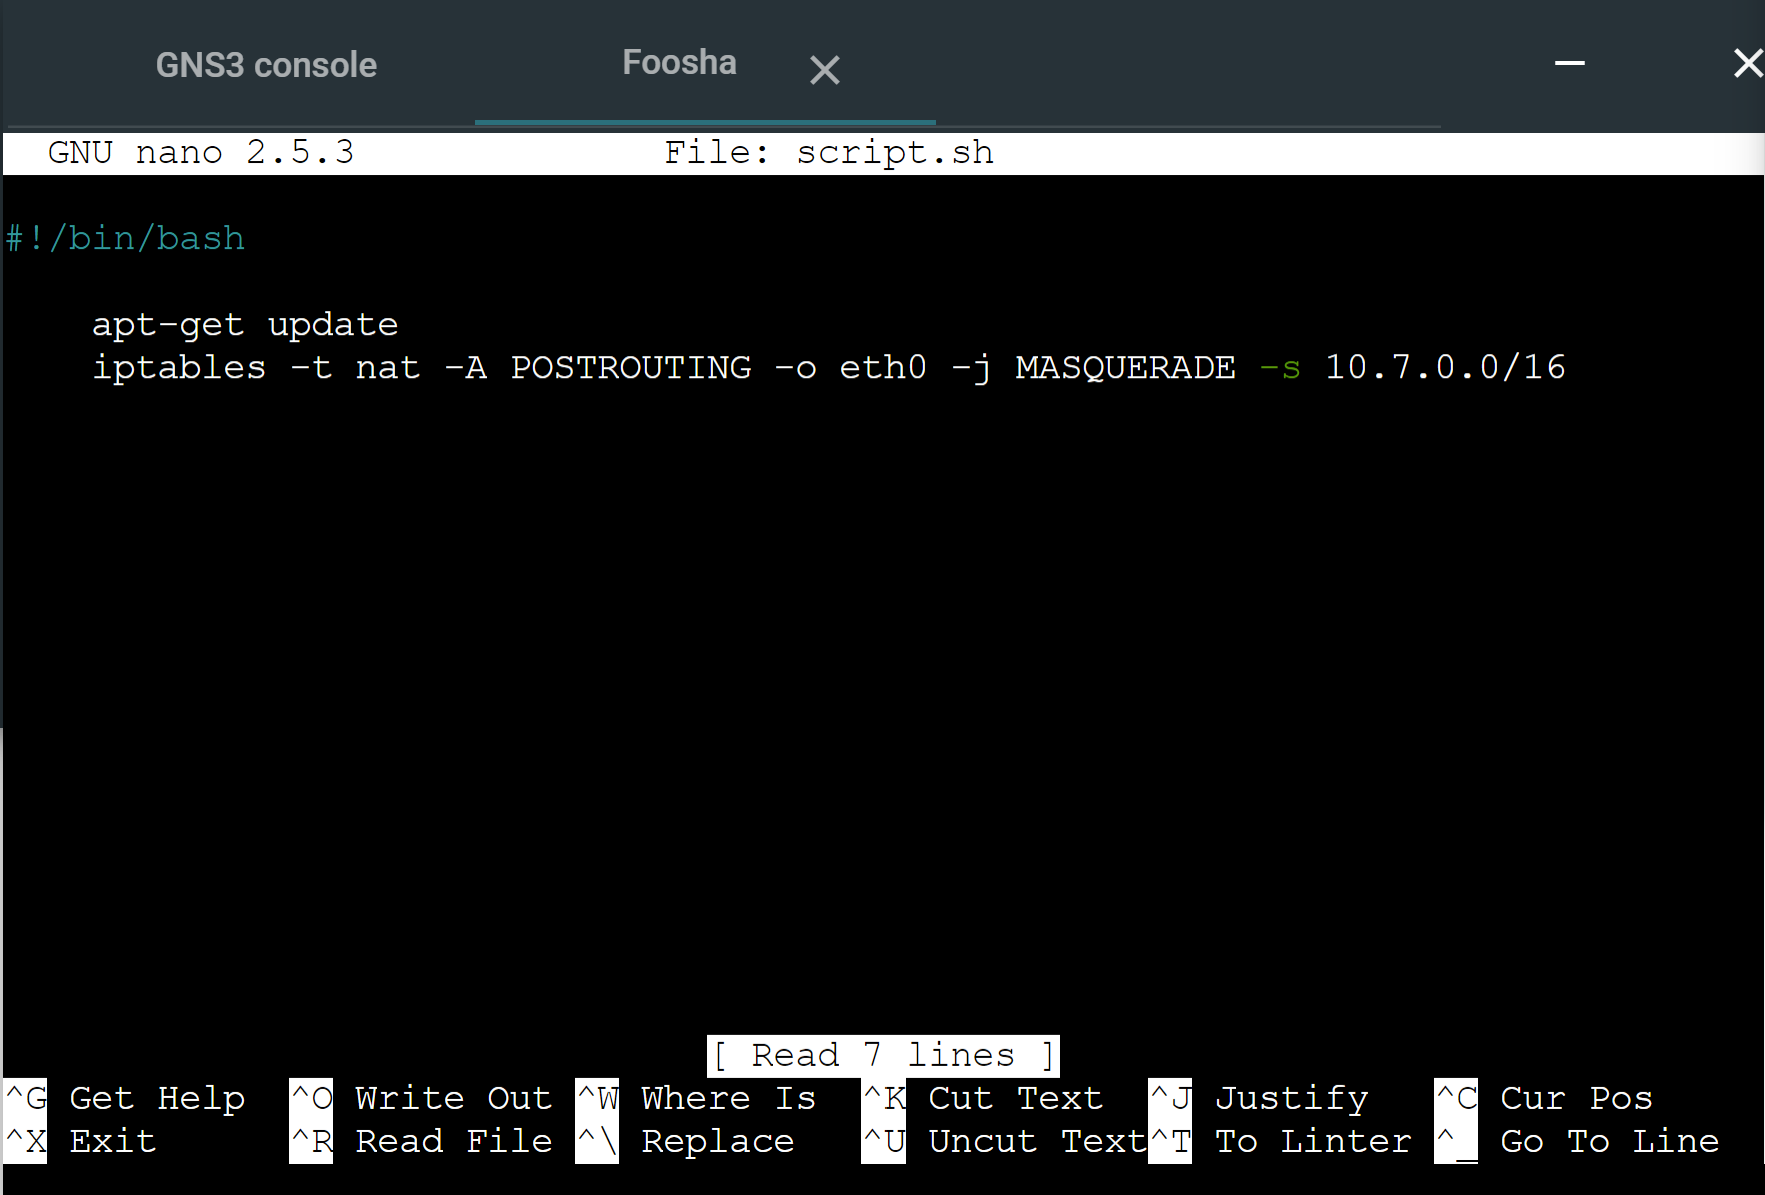 GNS3 console Foosha
GNU nano 2.5.3 File: script.sh
#!/bin/bash
apt-get update
iptables -t nat -A POSTROUTING -o eth0 -j MASQUERADE -s 10.7.0.0/16
[ Read 7 lines ]
^G Get Help ^O Write Out ^W Where Is ^K Cut Text ^J Justify ^C Cur Pos
^X Exit ^R Read File ^\ Replace ^U Uncut Text ^T To Linter ^_ Go To Line